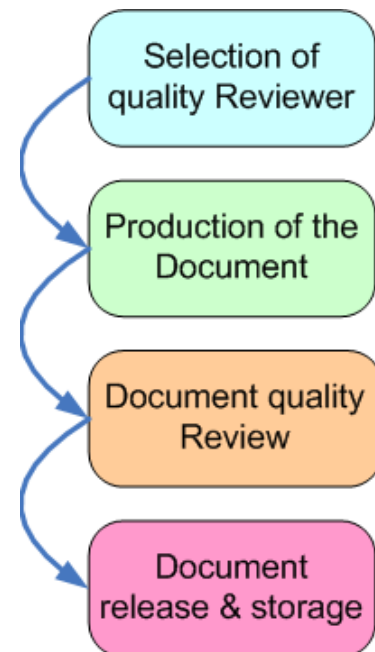 Selection of
quality Reviewer
Production of the
Document
Document quality
Review
Document
release & storage